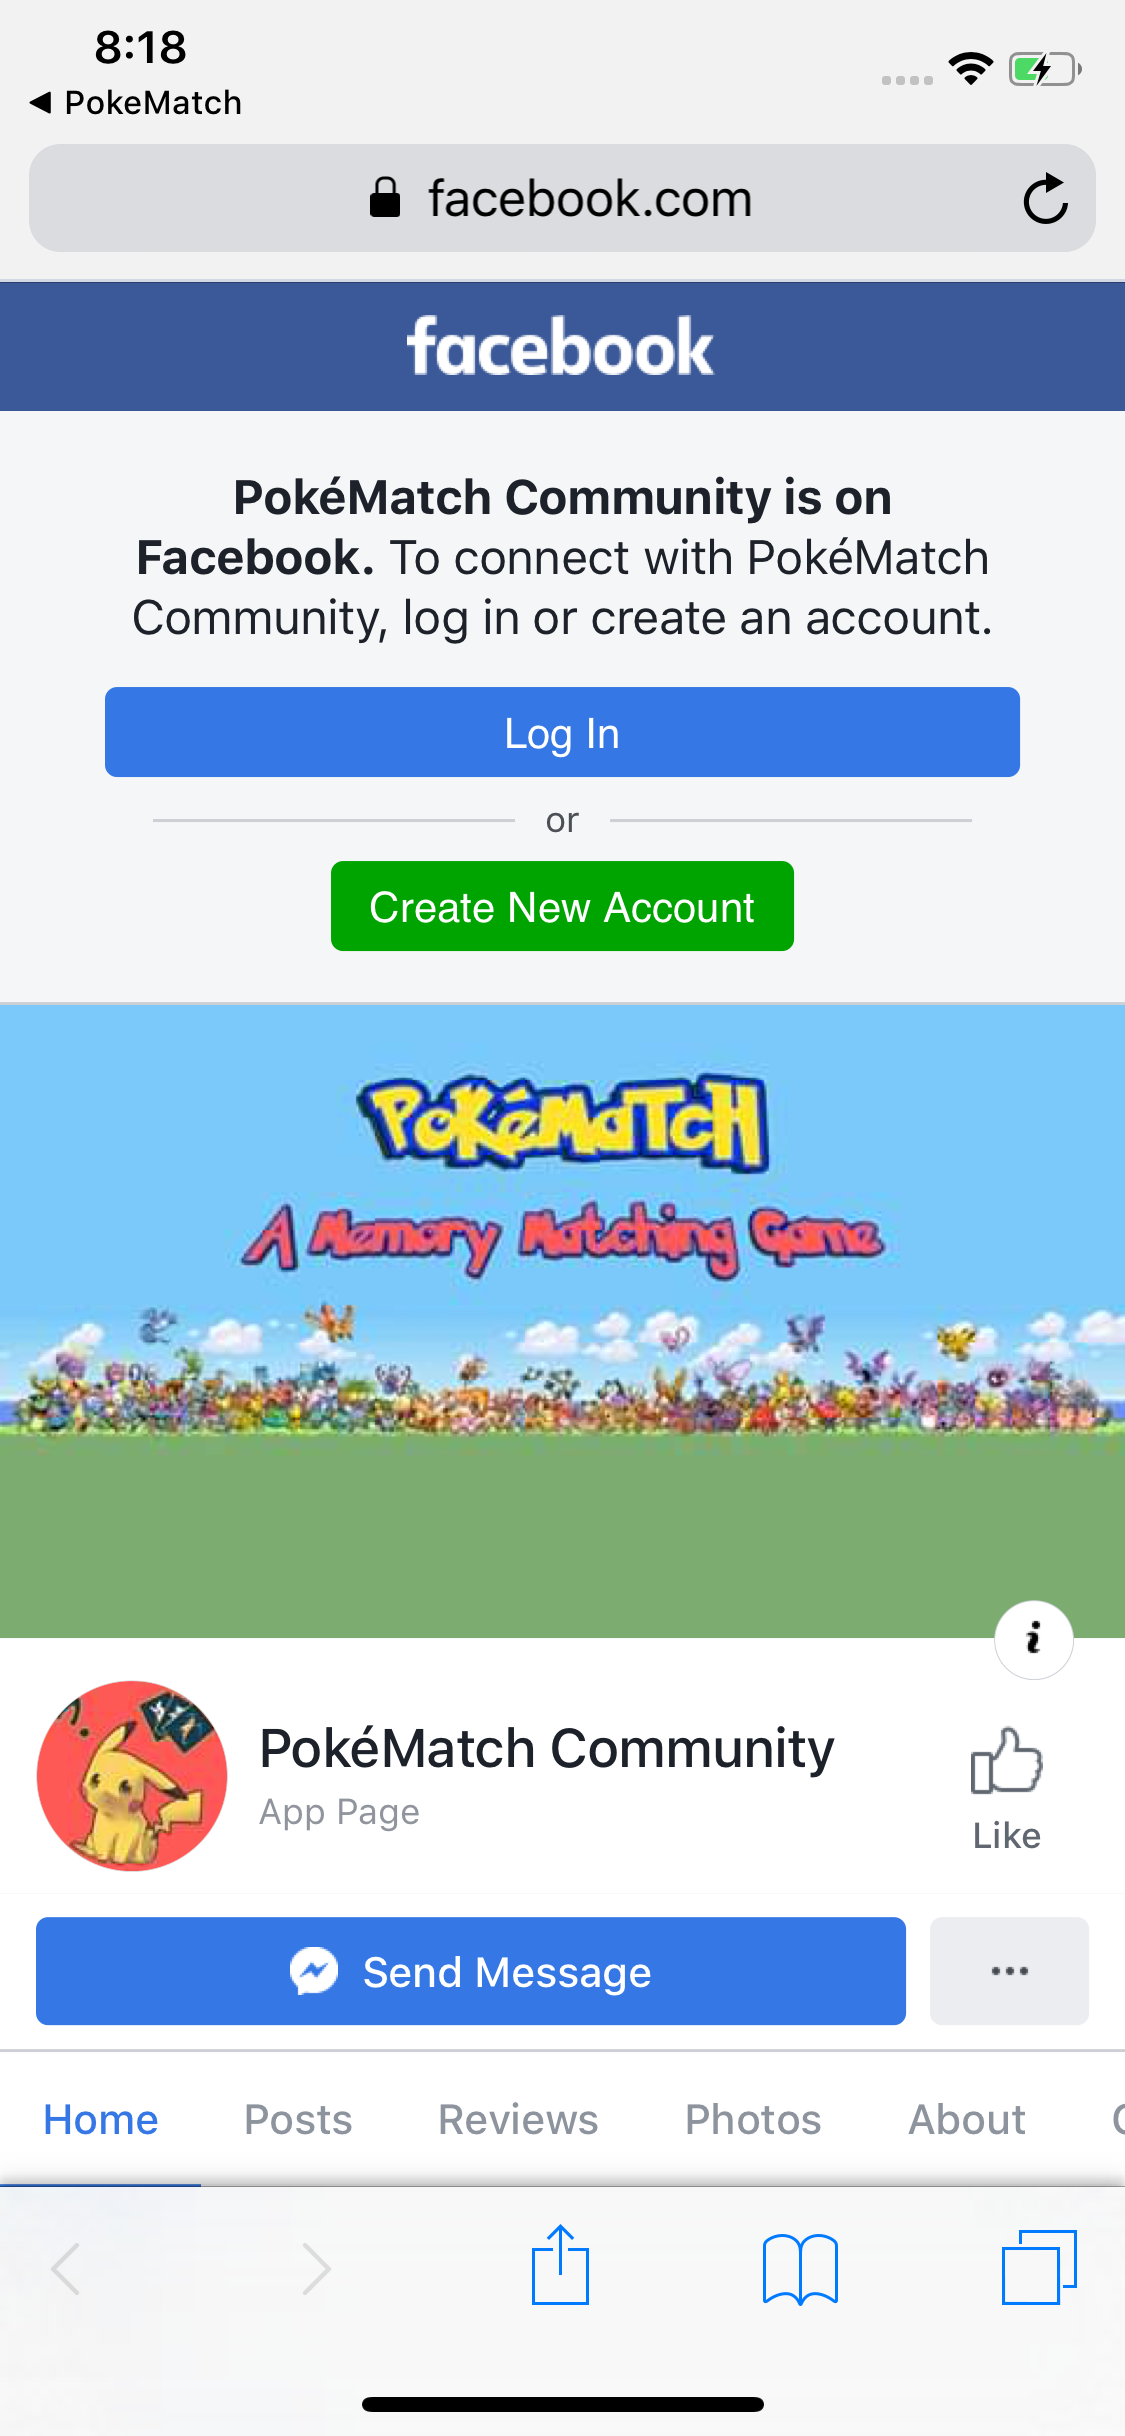 8:18
◀ PokeMatch
facebook.com
facebook
PokéMatch Community is on
Facebook. To connect with PokéMatch
Community, log in or create an account.
Log In
or
Create New Account
PokéMatch
A Memory Matching Game
i
PokéMatch Community
App Page
Like
Send Message
...
Home Posts Reviews Photos About